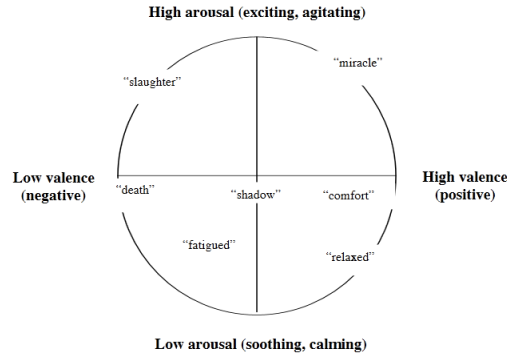 High arousal (exciting, agitating)
“miracle”
“slaughter”
Low valence
(negative)
High valence
(positive)
“death”
“shadow”
“comfort”
“fatigued”
“relaxed”
Low arousal (soothing, calming)